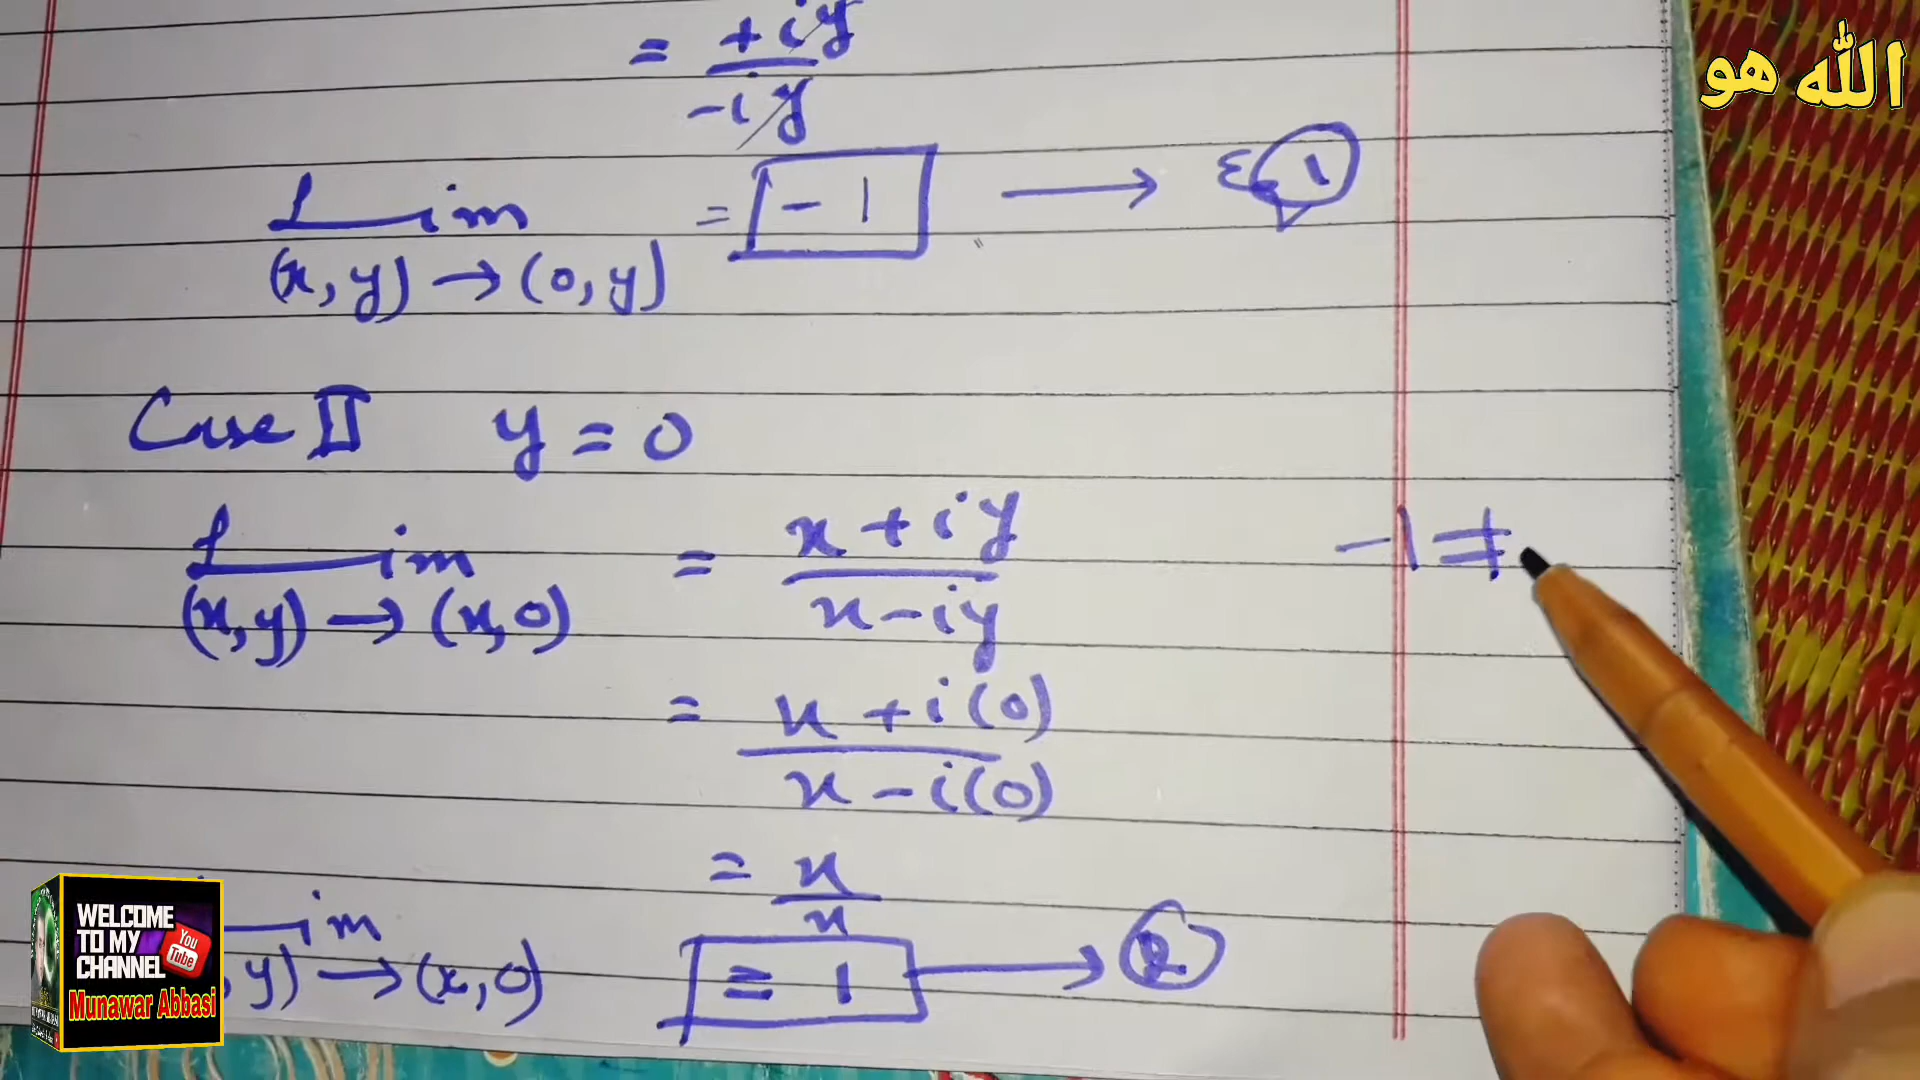 الله هو
= +iy
-iy
Lim = -1 → Eq 1
(x,y) → (0,y)
Case II y = 0
Lim = x + iy
(x,y) → (x,0) x - iy
-1 ≠
= x + i(0)
x - i(0)
= x
x
im = 1 → 2
,y) → (x,0)
WELCOME
TO MY
CHANNEL
You
Tube
Munawar Abbasi